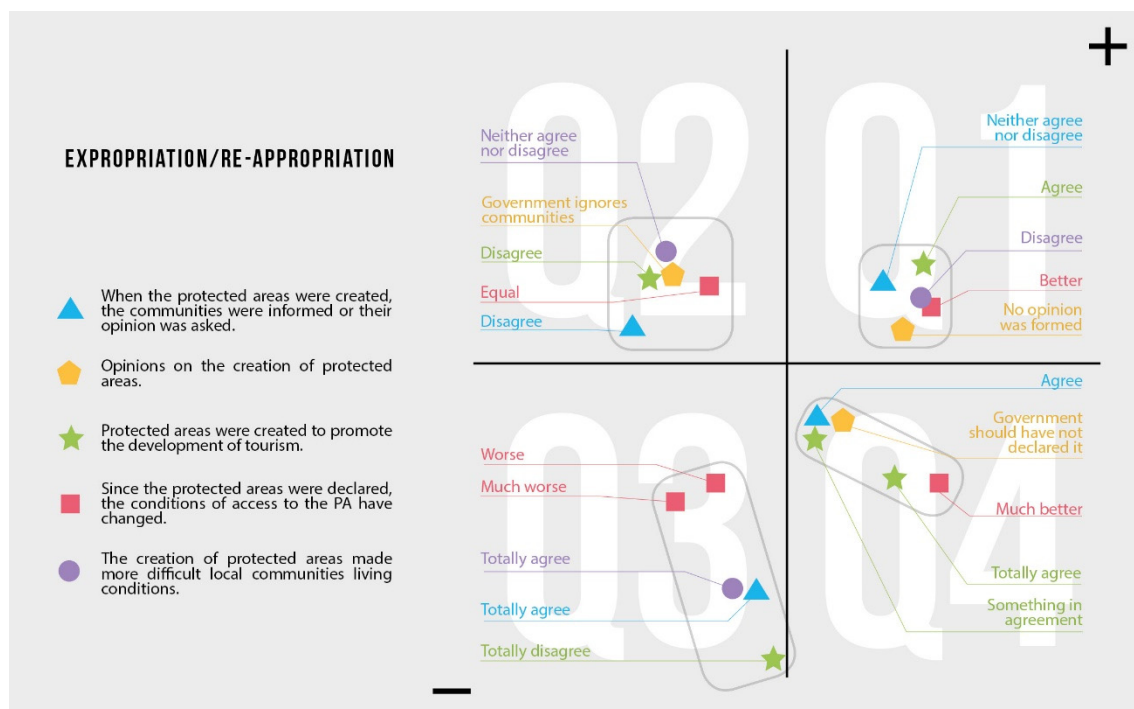 EXPROPRIATION/RE-APPROPRIATION
When the protected areas were created,
the communities were informed or their
opinion was asked.
Opinions on the creation of protected
areas.
Protected areas were created to promote
the development of tourism.
Since the protected areas were declared,
the conditions of access to the PA have
changed.
The creation of protected areas made
more difficult local communities living
conditions.
Q2
Neither agree
nor disagree
Government ignores
communities
Disagree
Equal
Disagree
+
Q1
Neither agree
nor disagree
Agree
Disagree
Better
No opinion
was formed
Q3
Worse
Much worse
Totally agree
Totally agree
Totally disagree
−
Q4
Agree
Government
should have not
declared it
Much better
Totally agree
Something in
agreement